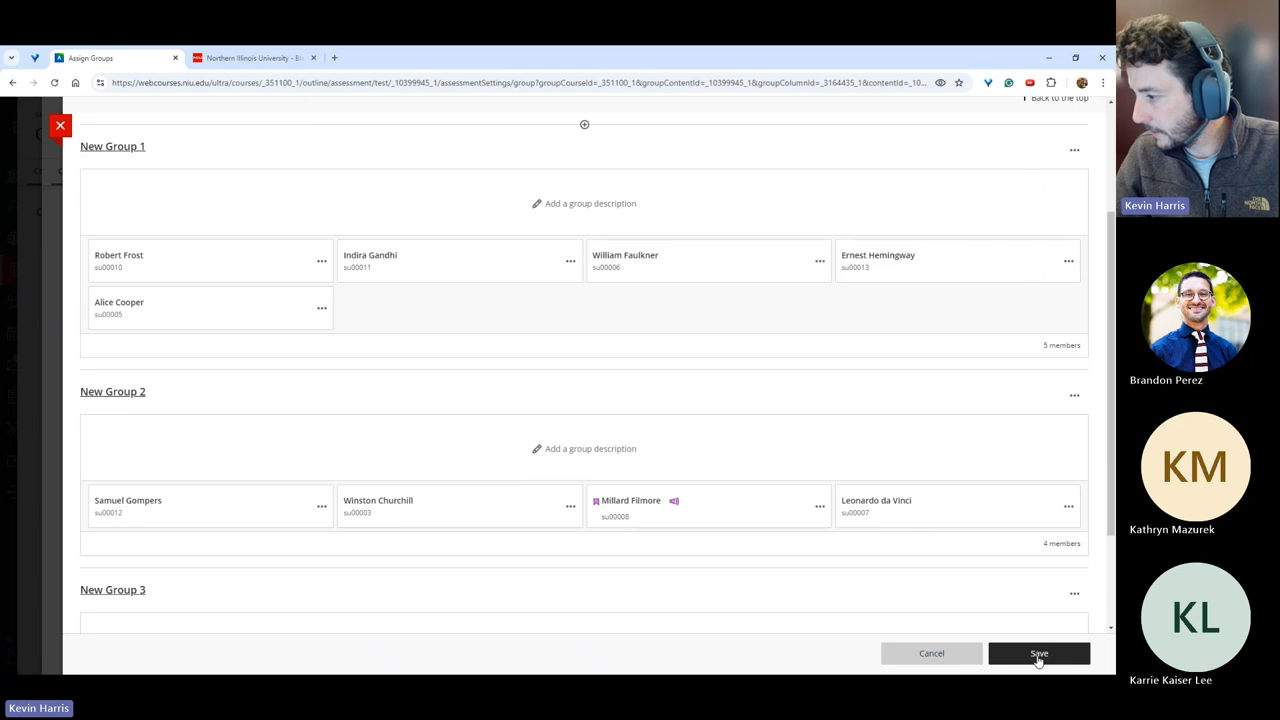 Assign Groups
Northern Illinois University - Bl
https://webcourses.niu.edu/ultra/courses/_351100_1/outline/assessment/test/_10399945_1/assessmentSettings/group?groupCourseId=_351100_1&groupContentId=_10399945_1&groupColumnId=_3164435_1&contentId=_10...
Back to the top
New Group 1
Add a group description
Robert Frost
su00010
Indira Gandhi
su00011
William Faulkner
su00006
Ernest Hemingway
su00013
Alice Cooper
su00005
5 members
New Group 2
Add a group description
Samuel Gompers
su00012
Winston Churchill
su00003
Millard Filmore
su00008
Leonardo da Vinci
su00007
4 members
New Group 3
Cancel
Save
Kevin Harris
Brandon Perez
KM
Kathryn Mazurek
KL
Karrie Kaiser Lee
Kevin Harris